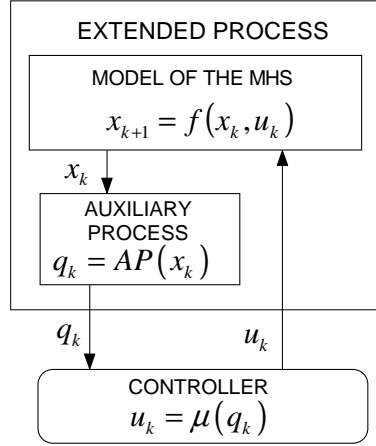 EXTENDED PROCESS
MODEL OF THE MHS
x_{k+1} = f(x_k, u_k)
x_k
AUXILIARY
PROCESS
q_k = AP(x_k)
q_k
u_k
CONTROLLER
u_k = μ(q_k)